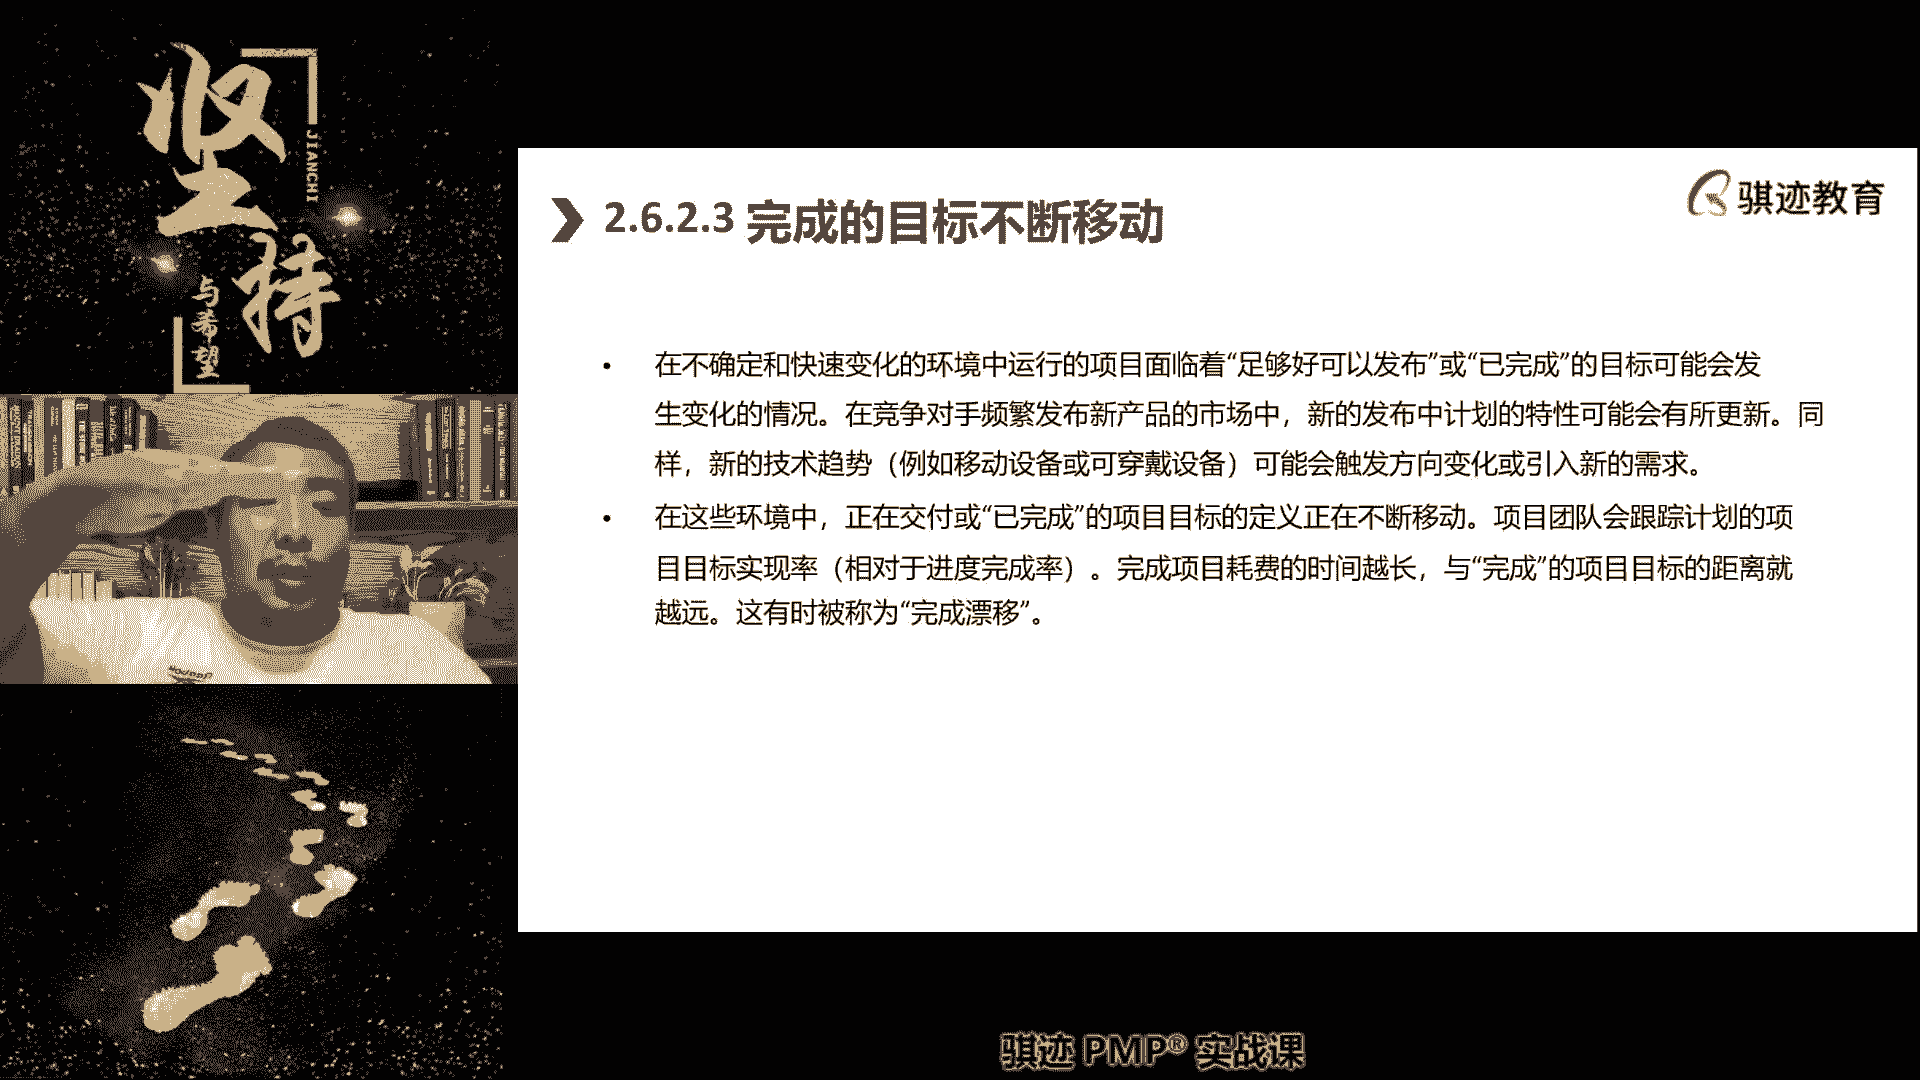 坚持
JIANCHI
与希望
骐迹教育
2.6.2.3 完成的目标不断移动
• 在不确定和快速变化的环境中运行的项目面临着“足够好可以发布”或“已完成”的目标可能会发
生变化的情况。在竞争对手频繁发布新产品的市场中，新的发布中计划的特性可能会有所更新。同
样，新的技术趋势（例如移动设备或可穿戴设备）可能会触发方向变化或引入新的需求。
• 在这些环境中，正在交付或“已完成”的项目目标的定义正在不断移动。项目团队会跟踪计划的项
目目标实现率（相对于进度完成率）。完成项目耗费的时间越长，与“完成”的项目目标的距离就
越远。这有时被称为“完成漂移”。
骐迹 PMP® 实战课